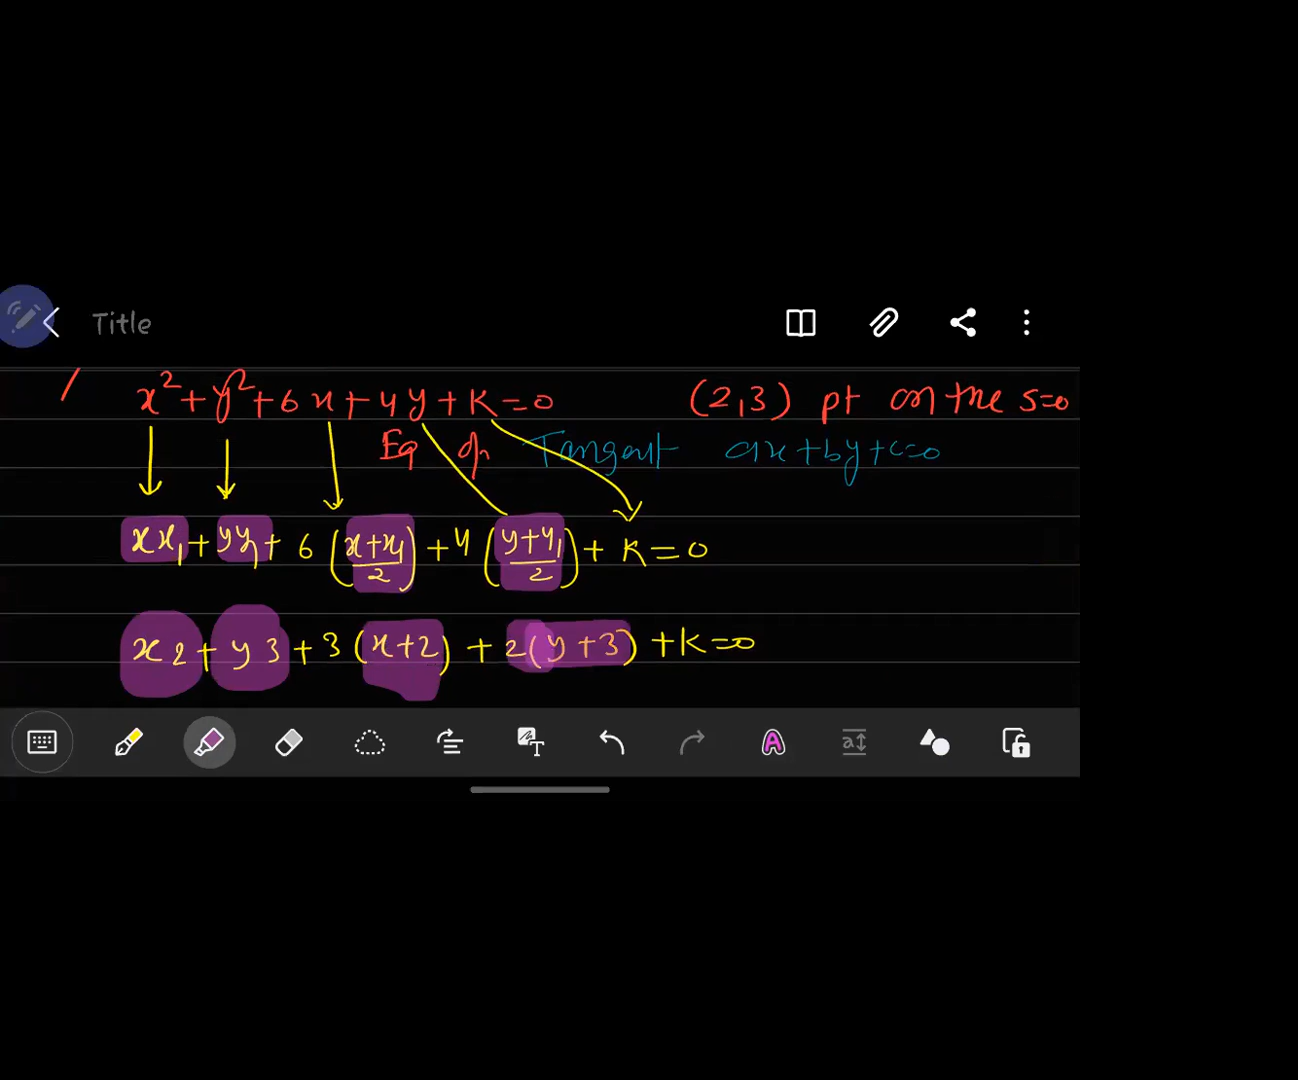 Title
x²+y²+6x+4y+k=0 (2,3) pt on the s=0
Eq of Tangent ax+by+c=0
xx₁+yy₁+6(x+x₁/2)+4(y+y₁/2)+k=0
x2+y3+3(x+2)+2(y+3)+k=0